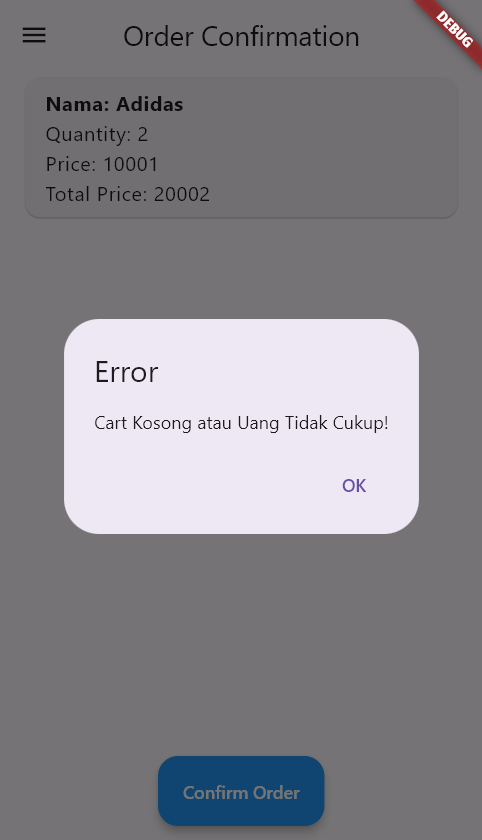 Order Confirmation
DEBUG
Nama: Adidas
Quantity: 2
Price: 10001
Total Price: 20002
Error
Cart Kosong atau Uang Tidak Cukup!
OK
Confirm Order